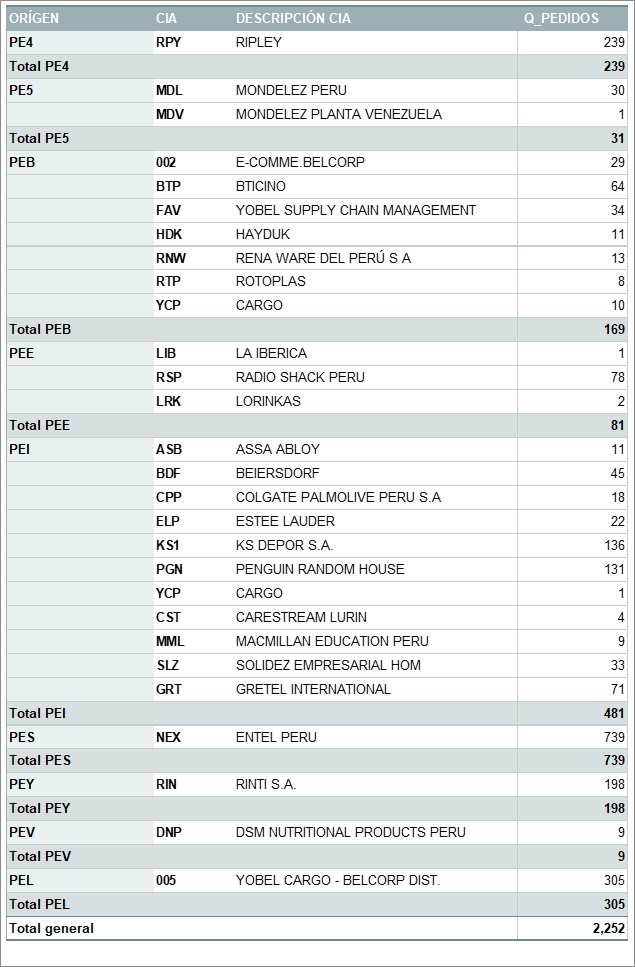 ORÍGEN CIA DESCRIPCIÓN CIA Q_PEDIDOS
PE4 RPY RIPLEY 239
Total PE4 239
PE5 MDL MONDELEZ PERU 30
MDV MONDELEZ PLANTA VENEZUELA 1
Total PE5 31
PEB 002 E-COMME.BELCORP 29
BTP BTICINO 64
FAV YOBEL SUPPLY CHAIN MANAGEMENT 34
HDK HAYDUK 11
RNW RENA WARE DEL PERÚ S A 13
RTP ROTOPLAS 8
YCP CARGO 10
Total PEB 169
PEE LIB LA IBERICA 1
RSP RADIO SHACK PERU 78
LRK LORINKAS 2
Total PEE 81
PEI ASB ASSA ABLOY 11
BDF BEIERSDORF 45
CPP COLGATE PALMOLIVE PERU S.A 18
ELP ESTEE LAUDER 22
KS1 KS DEPOR S.A. 136
PGN PENGUIN RANDOM HOUSE 131
YCP CARGO 1
CST CARESTREAM LURIN 4
MML MACMILLAN EDUCATION PERU 9
SLZ SOLIDEZ EMPRESARIAL HOM 33
GRT GRETEL INTERNATIONAL 71
Total PEI 481
PES NEX ENTEL PERU 739
Total PES 739
PEY RIN RINTI S.A. 198
Total PEY 198
PEV DNP DSM NUTRITIONAL PRODUCTS PERU 9
Total PEV 9
PEL 005 YOBEL CARGO - BELCORP DIST. 305
Total PEL 305
Total general 2,252